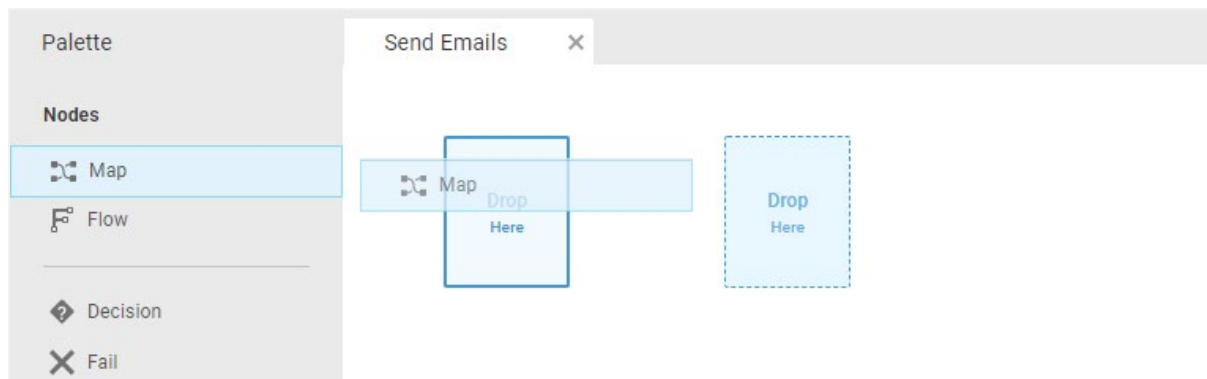 Palette
Send Emails
Nodes
Map
Map
Drop
Here
Drop
Here
Flow
Decision
Fail